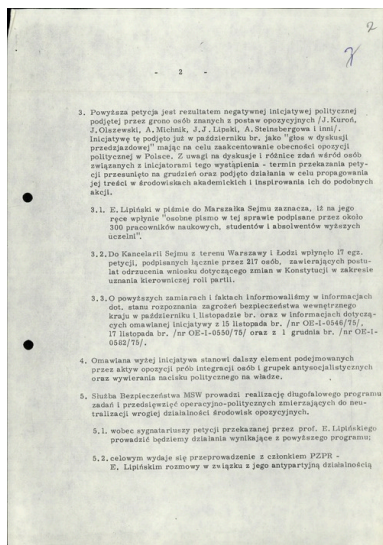 2
- 2 -
3. Powyższa petycja jest rezultatem negatywnej inicjatywej politycznej
podjętej przez grono osób znanych z postaw opozycyjnych /J. Kuroń,
J. Olszewski, A. Michnik, J.J. Lipski, A. Steinsbergowa i inni/.
Inicjatywę tę podjęto już w październiku br. jako "głos w dyskusji
przedzjazdowej" mając na celu zaakcentowanie obecności opozycji
politycznej w Polsce. Z uwagi na dyskusje i różnice zdań wśród osób
związanych z inicjatorami tego wystąpienia - termin przekazania pety-
cji przesunięto na grudzień oraz podjęto działania w celu propagowania
jej treści w środowiskach akademickich i inspirowania ich do podobnych
akcji.
3.1. E. Lipiński w piśmie do Marszałka Sejmu zaznacza, iż na jego
ręce wpłynie "osobne pismo w tej sprawie podpisane przez około
300 pracowników naukowych, studentów i absolwentów wyższych
uczelni".
3.2. Do Kancelarii Sejmu z terenu Warszawy i Łodzi wpłynęło 17 egz.
petycji, podpisanych łącznie przez 217 osób, zawierających postu-
lat odrzucenia wniosku dotyczącego zmian w Konstytucji w zakresie
uznania kierowniczej roli partii.
3.3. O powyższych zamiarach i faktach informowaliśmy w informacjach
dot. stanu rozpoznania zagrożeń bezpieczeństwa wewnętrznego
kraju w październiku i listopadzie br. oraz w informacjach dotyczą-
cych omawianej inicjatywy z 15 listopada br. /nr OE-I-0546/75/,
17 listopada br. /nr OE-I-0550/75/ oraz z 1 grudnia br. /nr OE-I-
0582/75/.
4. Omawiana wyżej inicjatywa stanowi dalszy element podejmowanych
przez aktyw opozycji prób integracji osób i grupek antysocjalistycznych
oraz wywierania nacisku politycznego na władze.
5. Służba Bezpieczeństwa MSW prowadzi realizację długofalowego programu
zadań i przedsięwzięć operacyjno-politycznych zmierzających do neu-
tralizacji wrogiej działalności środowisk opozycyjnych.
5.1. wobec sygnatariuszy petycji przekazanej przez prof. E. Lipińskiego
prowadzić będziemy działania wynikające z powyższego programu;
5.2. celowym wydaje się przeprowadzenie z członkiem PZPR -
E. Lipińskim rozmowy w związku z jego antypartyjną działalnością